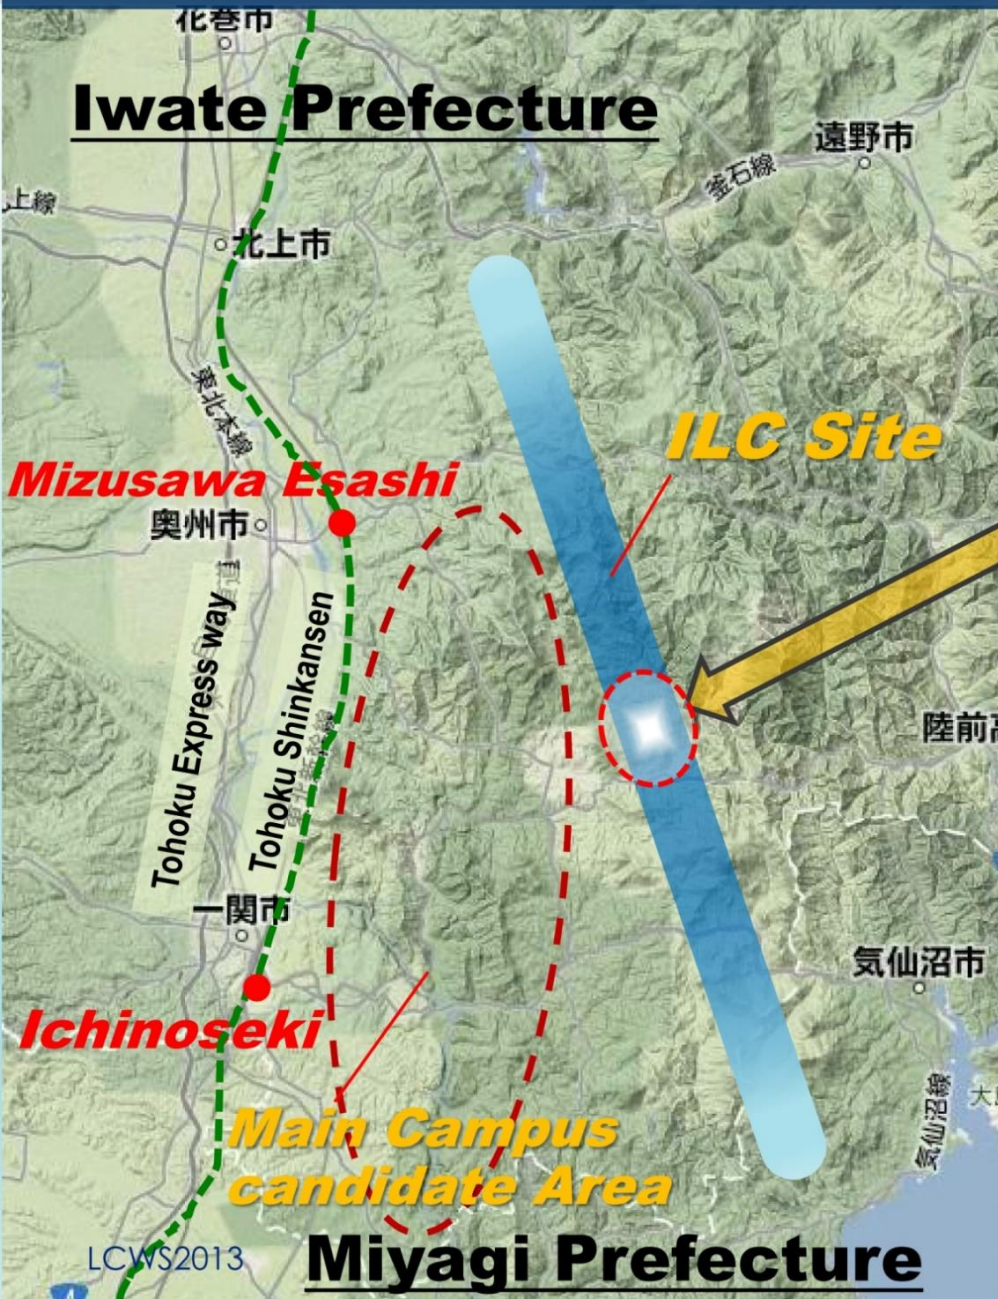 花巻市
Iwate Prefecture
遠野市
釜石線
上線
北上市
東北本線
ILC Site
Mizusawa Esashi
奥州市
道
Tohoku Express way
Tohoku Shinkansen
陸前高
一関市
気仙沼市
Ichinoseki
気仙沼線
大
Main Campus
candidate Area
LCWS2013
Miyagi Prefecture
4